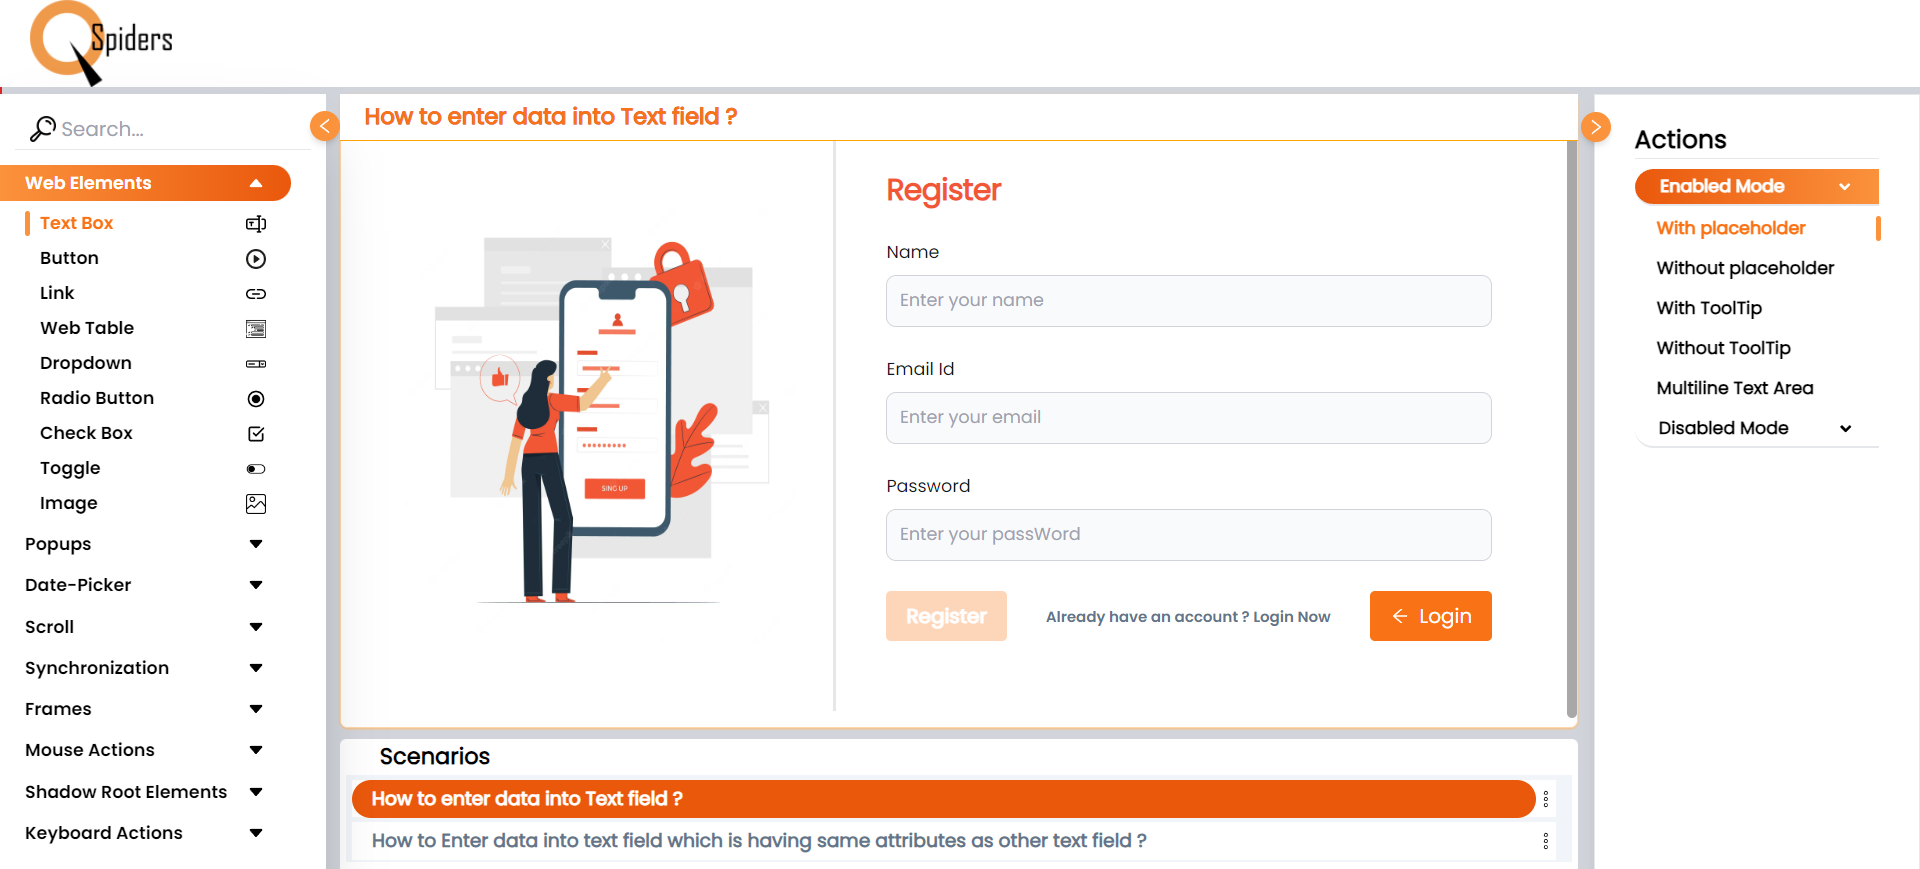 Spiders
Search...
Web Elements
Text Box
Button
Link
Web Table
Dropdown
Radio Button
Check Box
Toggle
Image
Popups
Date-Picker
Scroll
Synchronization
Frames
Mouse Actions
Shadow Root Elements
Keyboard Actions
How to enter data into Text field ?
SING UP
Register
Name
Enter your name
Email Id
Enter your email
Password
Enter your passWord
Register
Already have an account ? Login Now
Login
Scenarios
How to enter data into Text field ?
How to Enter data into text field which is having same attributes as other text field ?
Actions
Enabled Mode
With placeholder
Without placeholder
With ToolTip
Without ToolTip
Multiline Text Area
Disabled Mode